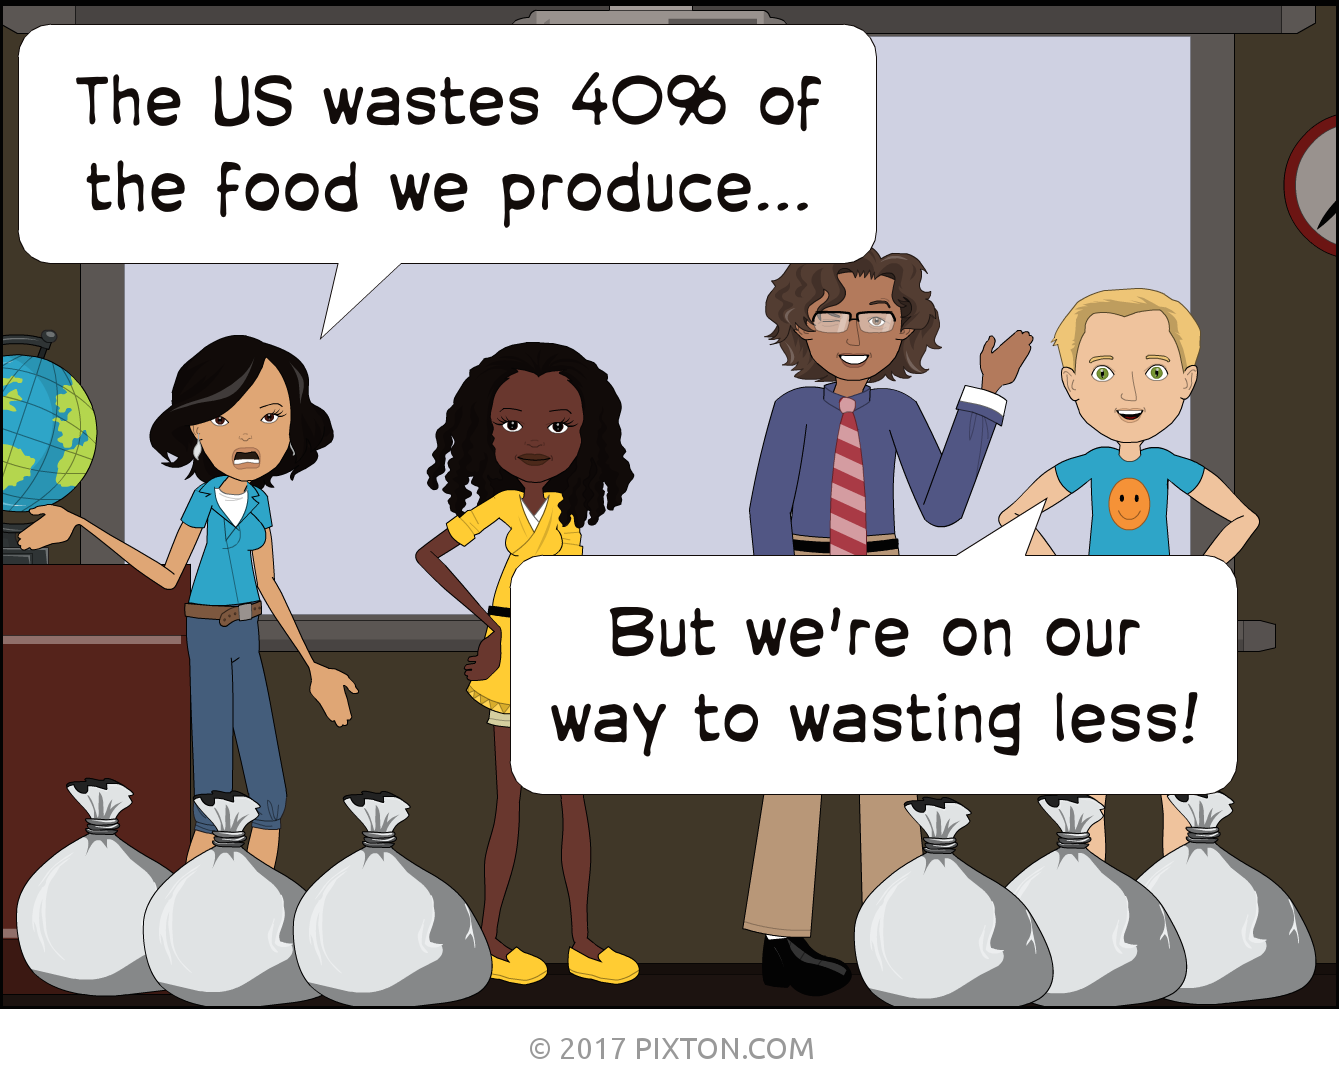 The US wastes 40% of
the food we produce...
But we're on our
way to wasting less!
© 2017 PIXTON.COM